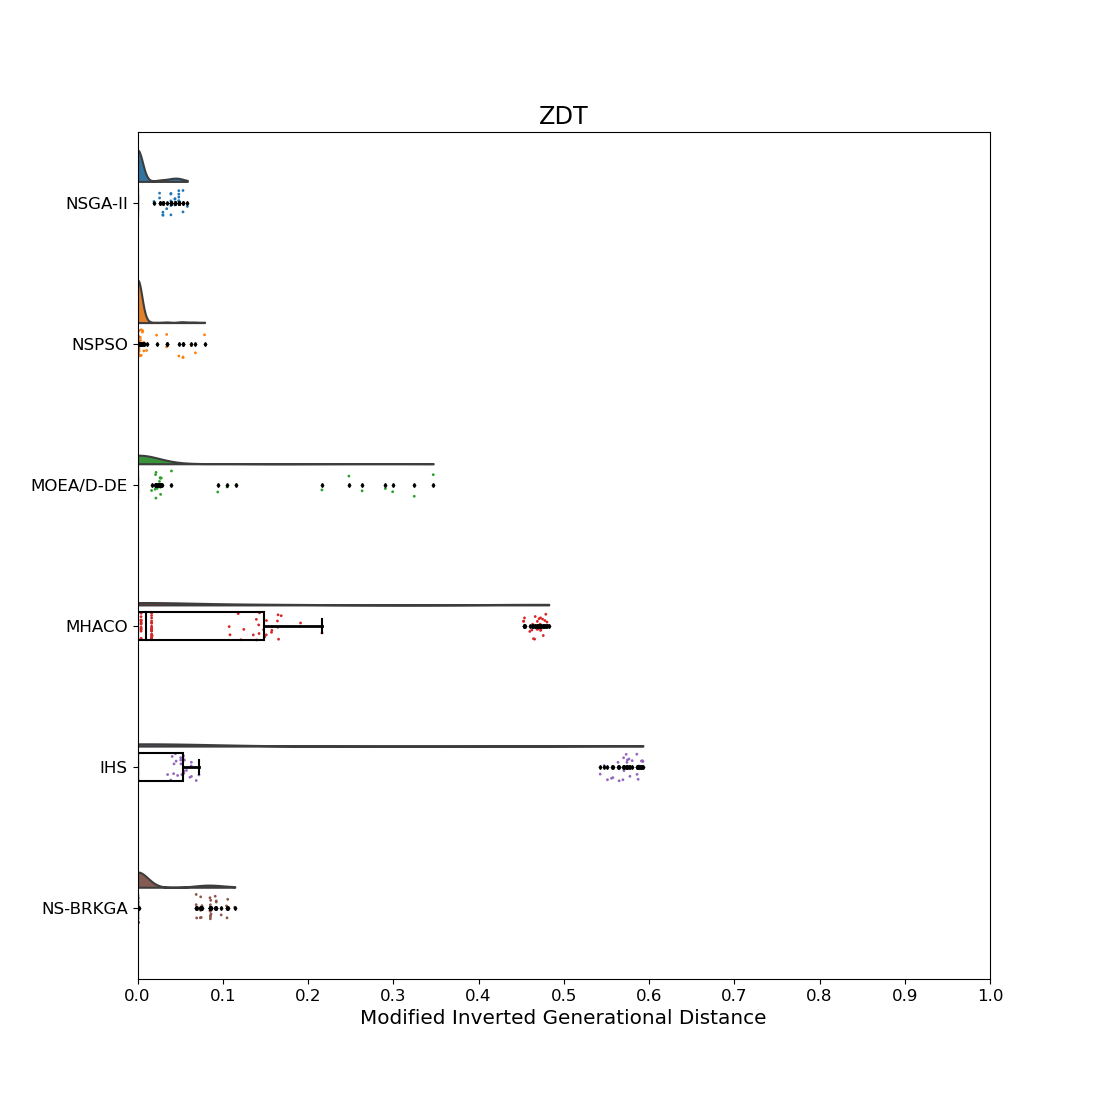 ZDT
NSGA-II
NSPSO
MOEA/D-DE
MHACO
IHS
NS-BRKGA
0.0 0.1 0.2 0.3 0.4 0.5 0.6 0.7 0.8 0.9 1.0
Modified Inverted Generational Distance